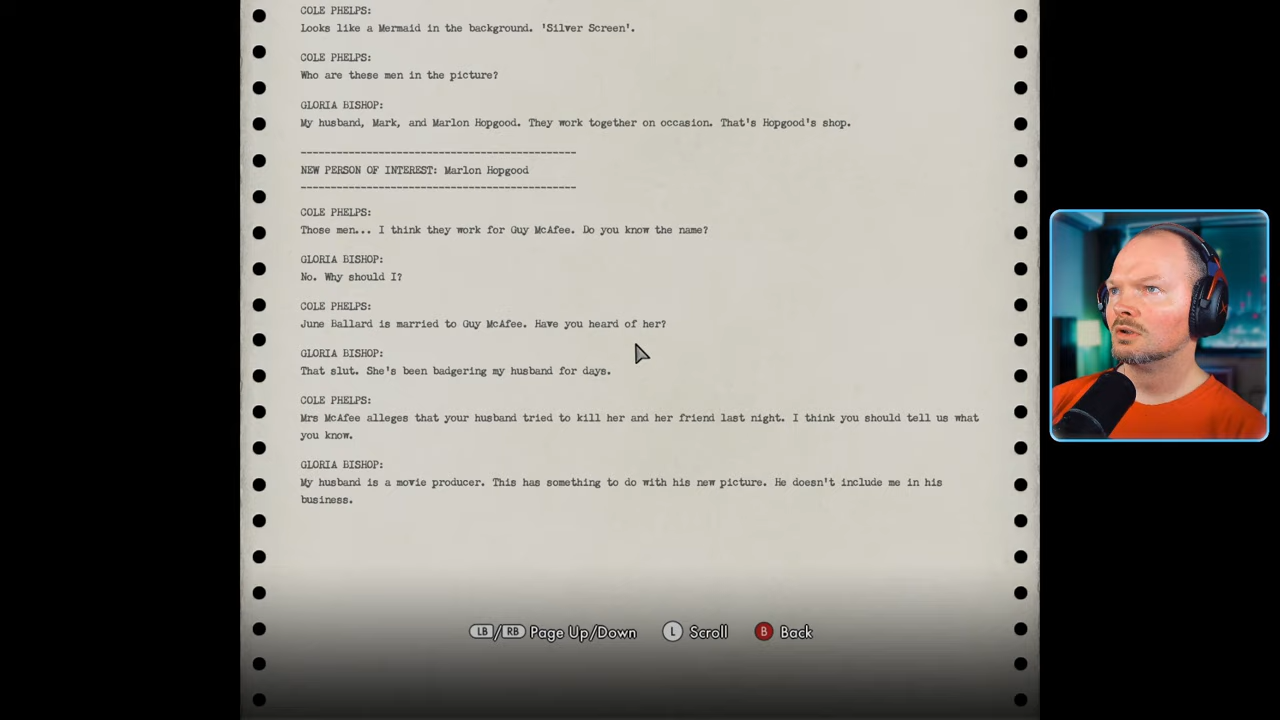 COLE PHELPS:
Looks like a Mermaid in the background. 'Silver Screen'.
COLE PHELPS:
Who are these men in the picture?
GLORIA BISHOP:
My husband, Mark, and Marlon Hopgood. They work together on occasion. That's Hopgood's shop.
---------------------------------------------
NEW PERSON OF INTEREST: Marlon Hopgood
---------------------------------------------
COLE PHELPS:
Those men... I think they work for Guy McAfee. Do you know the name?
GLORIA BISHOP:
No. Why should I?
COLE PHELPS:
June Ballard is married to Guy McAfee. Have you heard of her?
GLORIA BISHOP:
That slut. She's been badgering my husband for days.
COLE PHELPS:
Mrs McAfee alleges that your husband tried to kill her and her friend last night. I think you should tell us what
you know.
GLORIA BISHOP:
My husband is a movie producer. This has something to do with his new picture. He doesn't include me in his
business.
LB/RB Page Up/Down L Scroll B Back